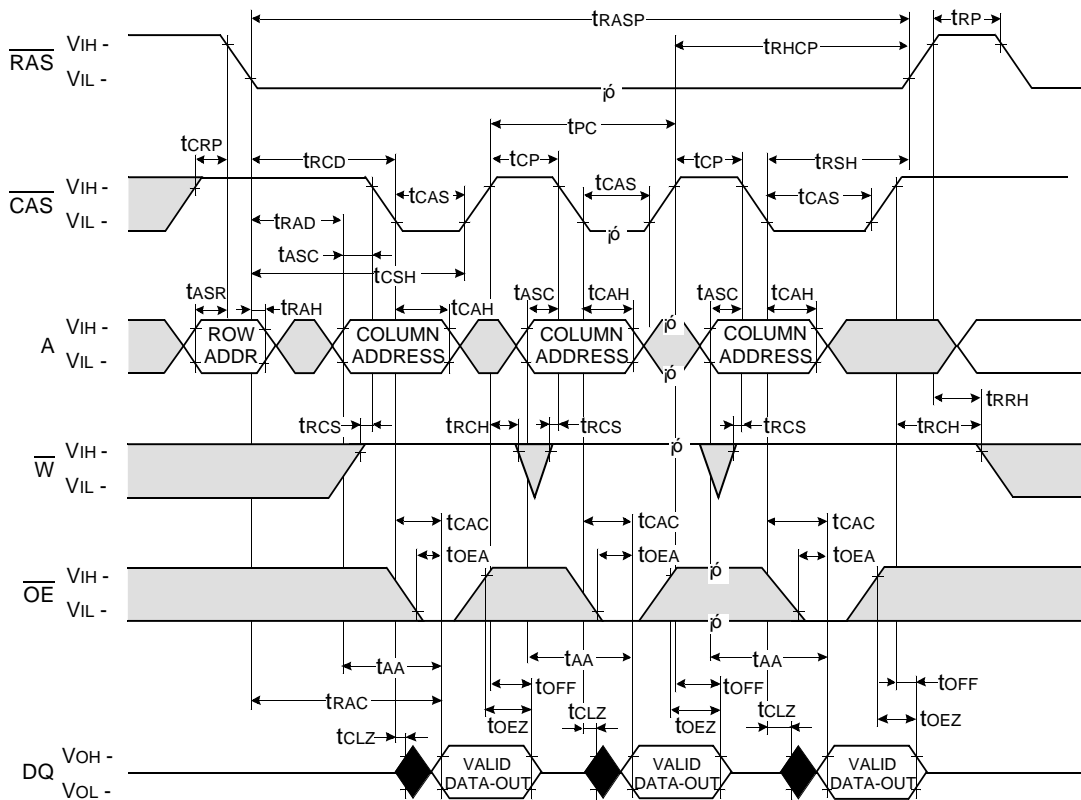 tRASP tRP
RAS VIH - tRHCP
VIL - ¡ó
tCRP tPC
tRCD tCP tCP tRSH
CAS VIH - tCAS tCAS tCAS
VIL - tRAD ¡ó
tASC tCSH
tASR tRAH tCAH tASC tCAH tASC tCAH
A VIH - ROW COLUMN COLUMN ¡ó COLUMN
VIL - ADDR ADDRESS ADDRESS ADDRESS
¡ó
tRRH
tRCS tRCH tRCS tRCS tRCH
W VIH - ¡ó
VIL -
tCAC tCAC tCAC
tOEA tOEA tOEA
OE VIH - ¡ó
VIL - ¡ó
tAA tAA tAA
tOFF tOFF tOFF
tRAC
tCLZ tOEZ tCLZ tOEZ tCLZ tOEZ
DQ VOH - VALID VALID VALID
VOL - DATA-OUT DATA-OUT DATA-OUT